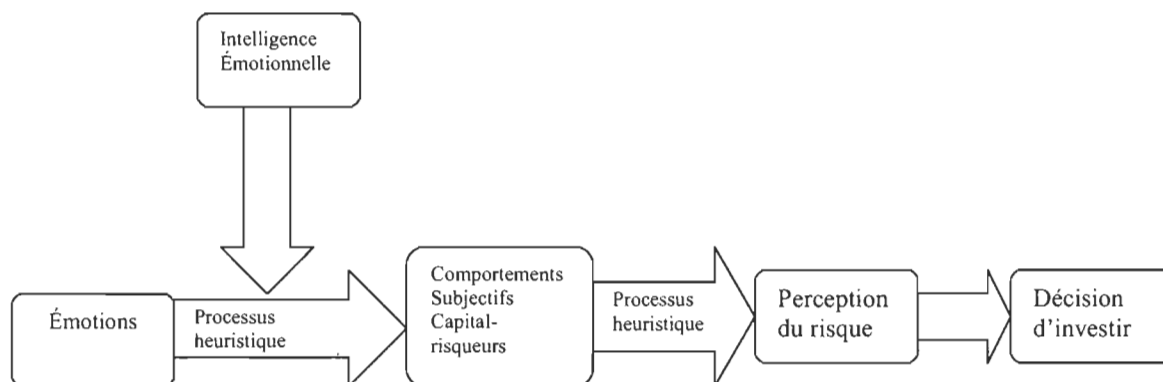 Intelligence
Émotionnelle
Émotions
Processus
heuristique
Comportements
Subjectifs
Capital-
risqueurs
Processus
heuristique
Perception
du risque
Décision
d'investir